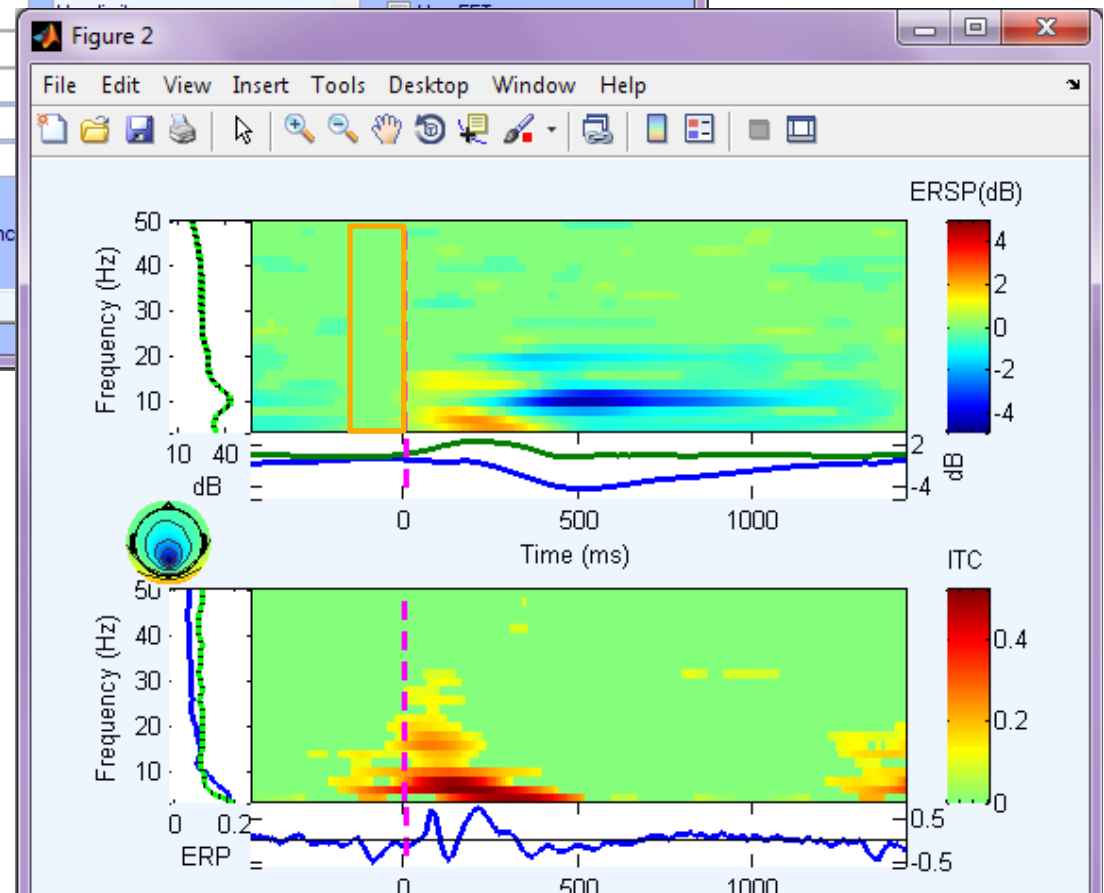 Figure 2
File Edit View Insert Tools Desktop Window Help
ERSP(dB)
50
40
30
20
10
Frequency (Hz)
4
2
0
-2
-4
10 40
dB
2
-4
dB
0 500 1000
Time (ms)
ITC
50
40
30
20
10
Frequency (Hz)
0.4
0.2
0
0 0.2
ERP
0.5
-0.5
0 500 1000